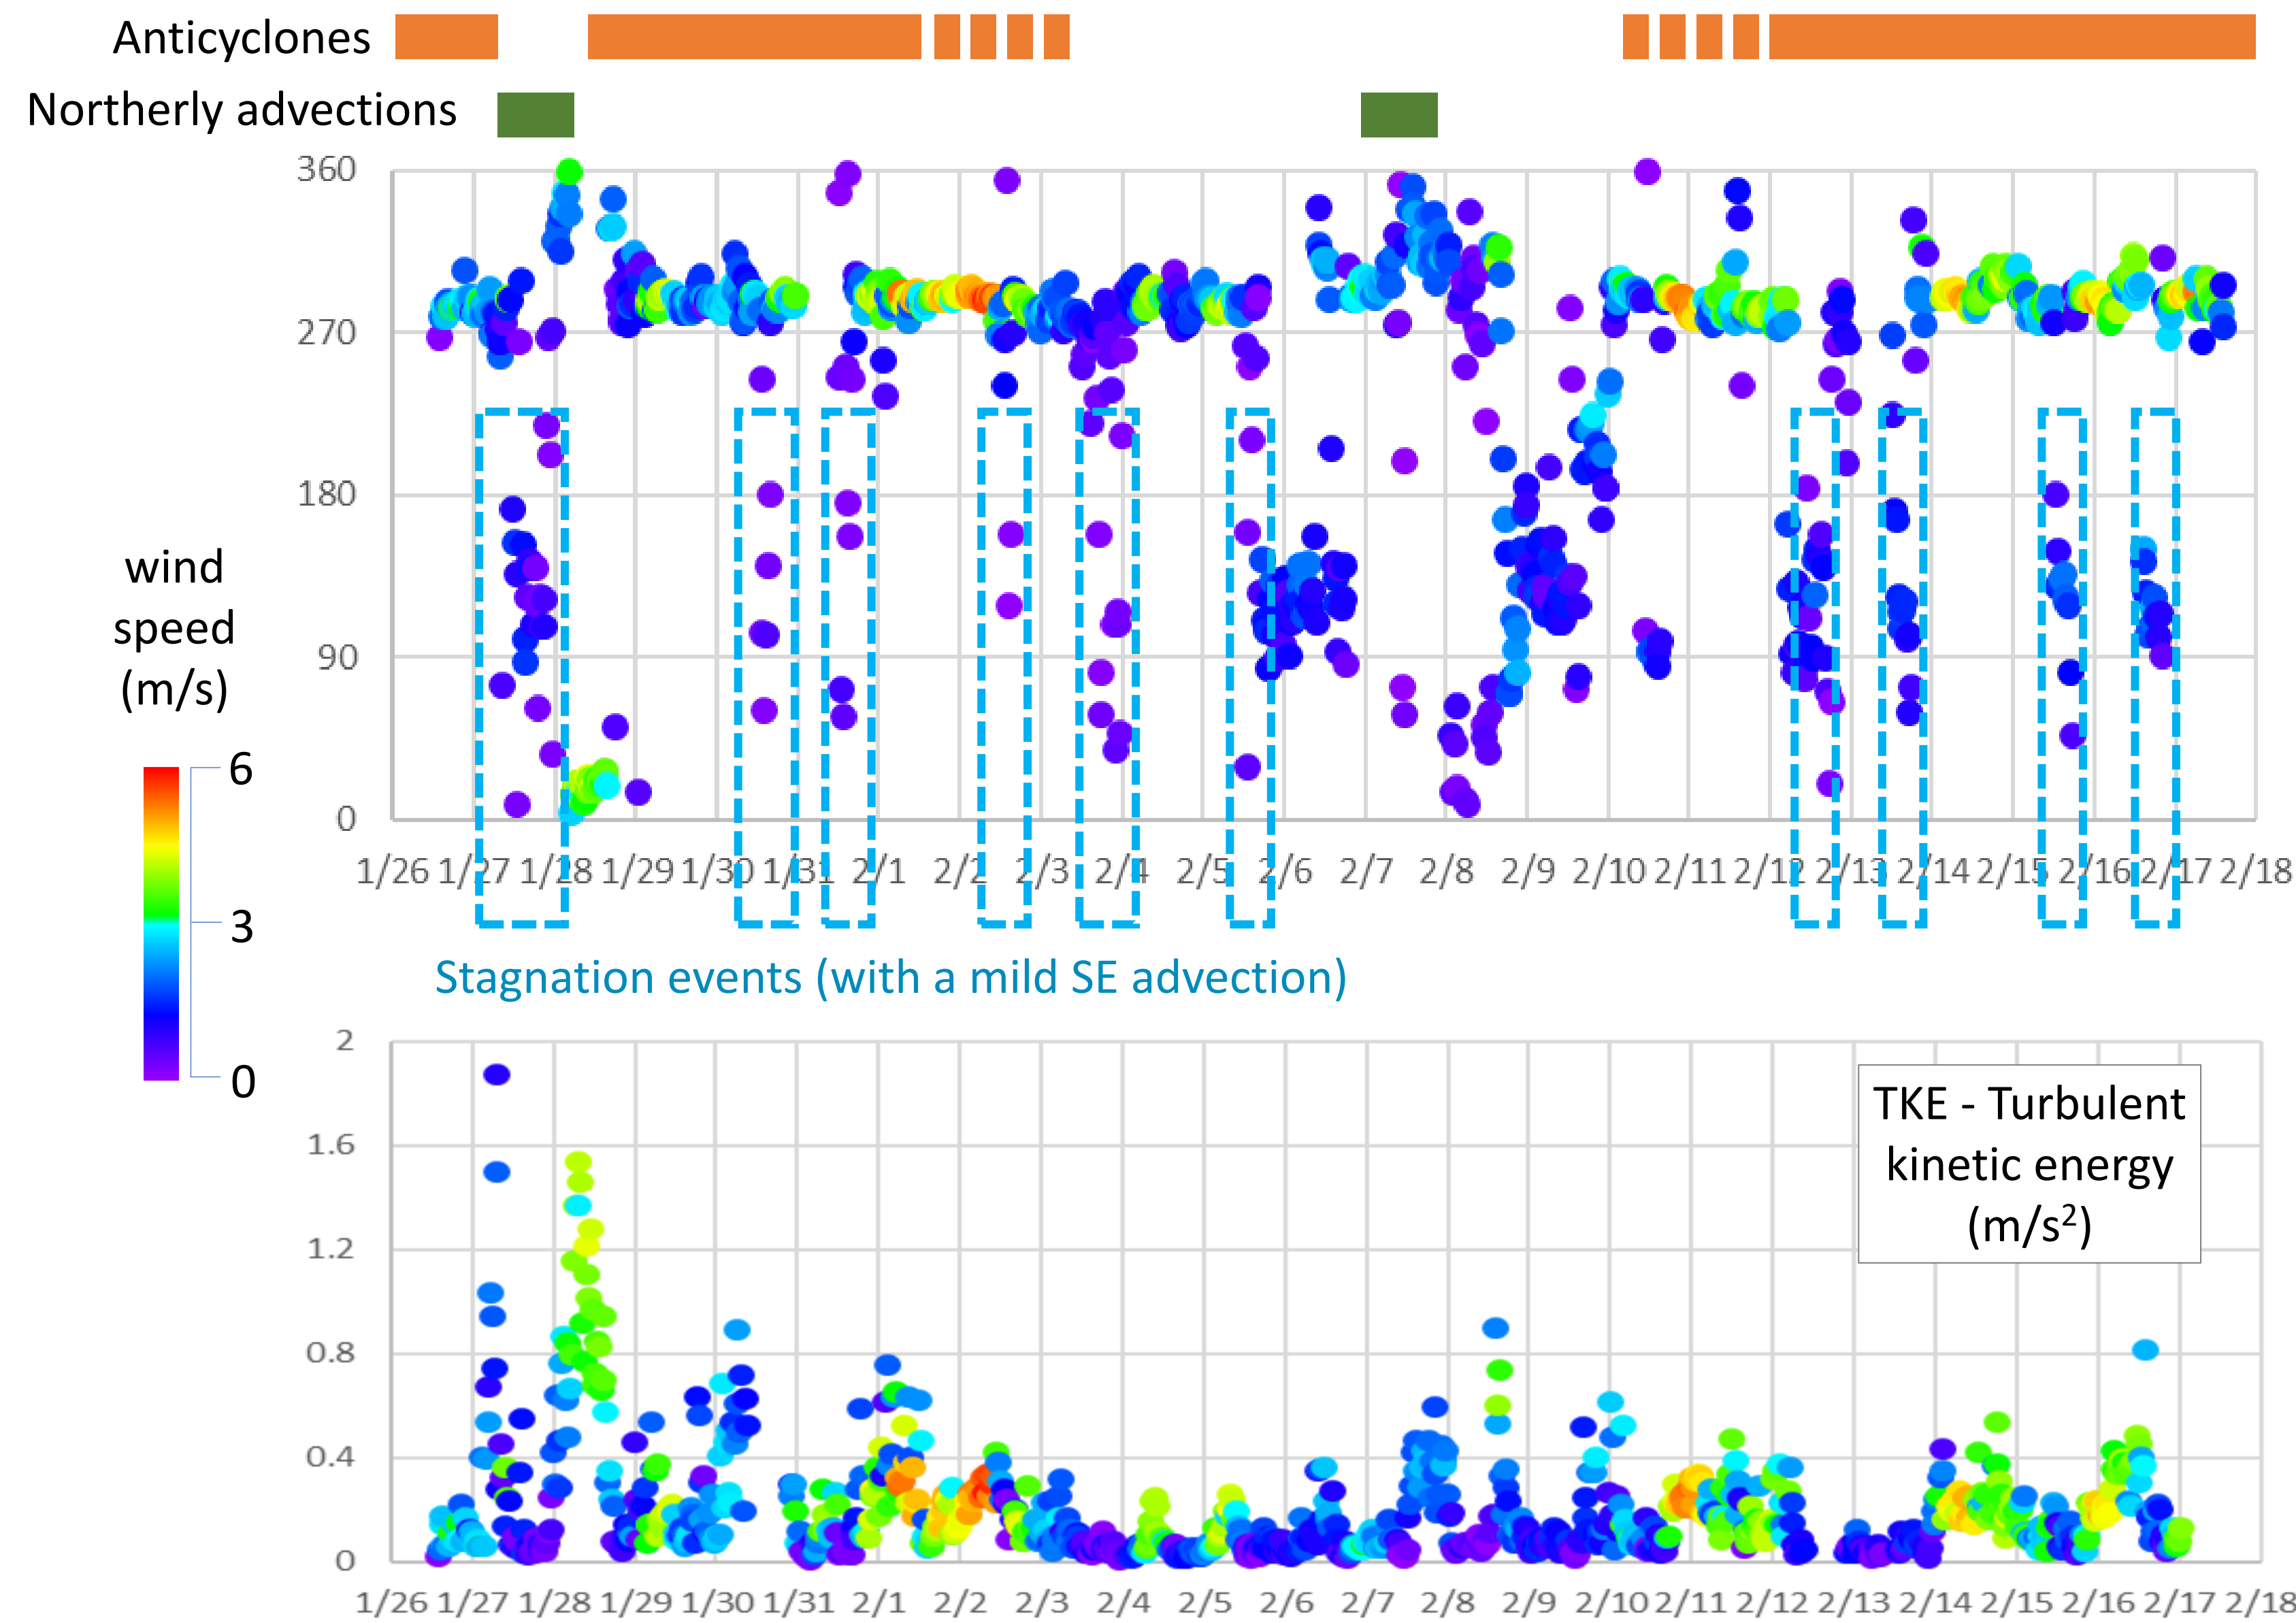 Anticyclones
Northerly advections
360
270
180
90
0
wind
speed
(m/s)
6
3
0
1/26 1/27 1/28 1/29 1/30 1/31 2/1 2/2 2/3 2/4 2/5 2/6 2/7 2/8 2/9 2/10 2/11 2/12 2/13 2/14 2/15 2/16 2/17 2/18
Stagnation events (with a mild SE advection)
2
1.6
1.2
0.8
0.4
0
TKE - Turbulent
kinetic energy
(m/s²)
1/26 1/27 1/28 1/29 1/30 1/31 2/1 2/2 2/3 2/4 2/5 2/6 2/7 2/8 2/9 2/10 2/11 2/12 2/13 2/14 2/15 2/16 2/17 2/18